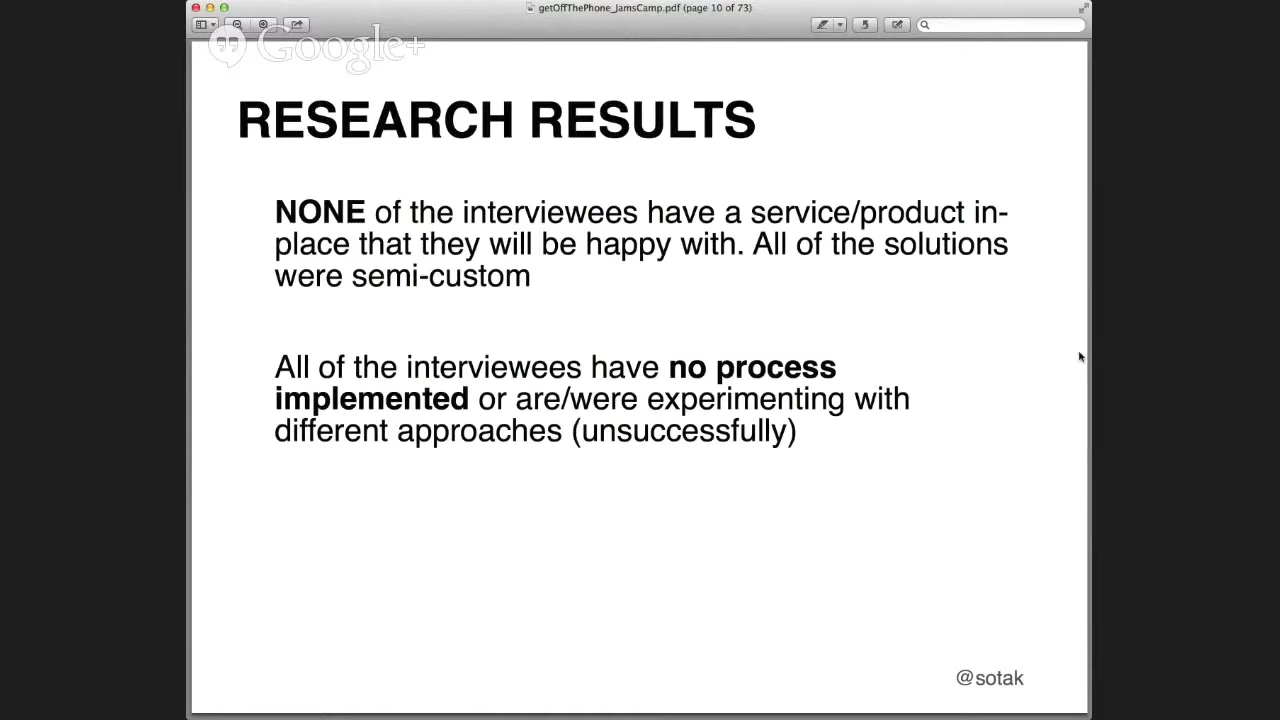 getOffThePhone_JamsCamp.pdf (page 10 of 73)
Google+
RESEARCH RESULTS
NONE of the interviewees have a service/product in-
place that they will be happy with. All of the solutions
were semi-custom
All of the interviewees have no process
implemented or are/were experimenting with
different approaches (unsuccessfully)
@sotak